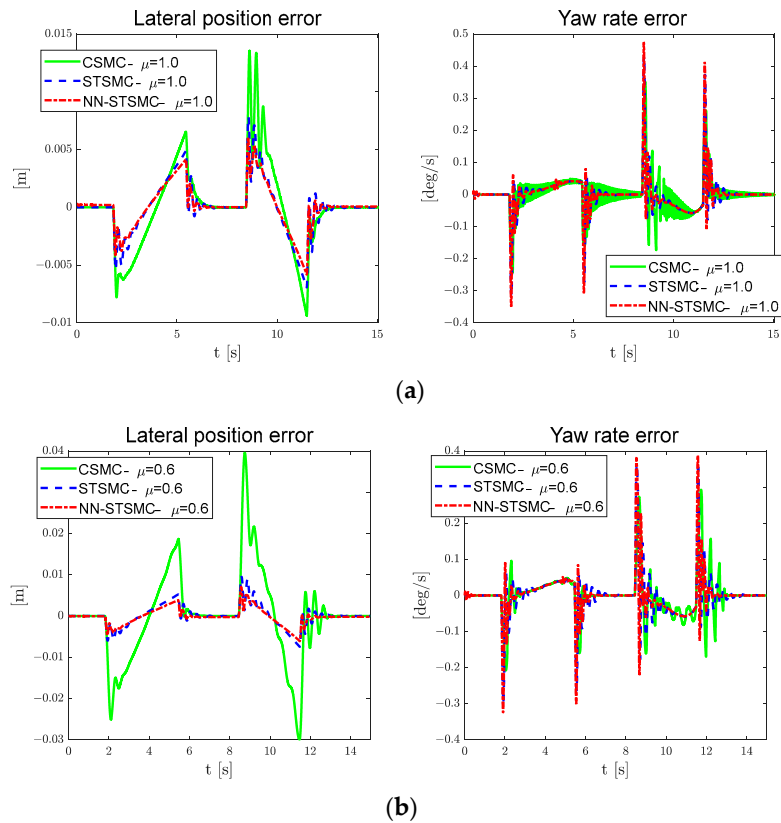 Lateral position error
0.015
0.01
0.005
0
−0.005
−0.01
[m]
CSMC– μ=1.0
STSMC– μ=1.0
NN-STSMC– μ=1.0
0 5 10 15
t [s]
Yaw rate error
0.5
0.4
0.3
0.2
0.1
0
−0.1
−0.2
−0.3
−0.4
[deg/s]
CSMC– μ=1.0
STSMC– μ=1.0
NN-STSMC– μ=1.0
0 5 10 15
t [s]
(a)
Lateral position error
0.04
0.03
0.02
0.01
0
−0.01
−0.02
−0.03
[m]
CSMC– μ=0.6
STSMC– μ=0.6
NN-STSMC– μ=0.6
0 2 4 6 8 10 12 14
t [s]
Yaw rate error
0.4
0.2
0.1
0
−0.1
−0.2
−0.3
−0.4
[deg/s]
CSMC– μ=0.6
STSMC– μ=0.6
NN-STSMC– μ=0.6
0 2 4 6 8 10 12 14
t [s]
(b)